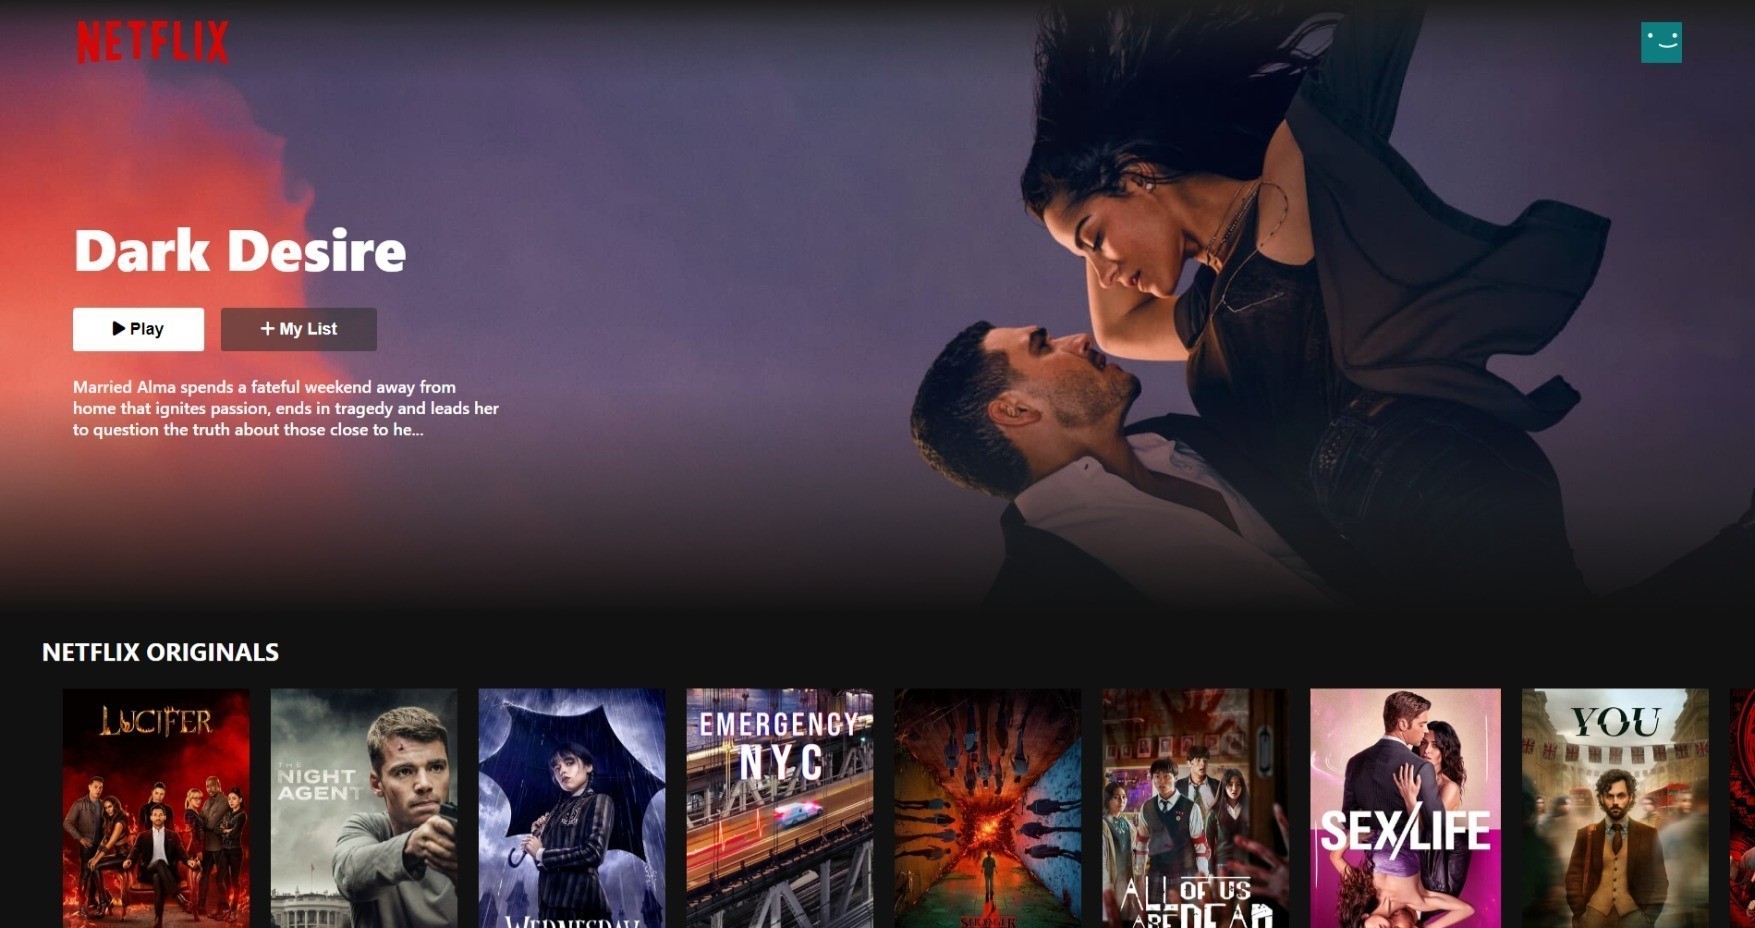 NETFLIX
Dark Desire
Play
+ My List
Married Alma spends a fateful weekend away from
home that ignites passion, ends in tragedy and leads her
to question the truth about those close to he...
NETFLIX ORIGINALS
LUCIFER
THE
NIGHT
AGENT
WEDNESDAY
EMERGENCY
NYC
STRANGER
ALL OF US
ARE DEAD
SEX/LIFE
YOU